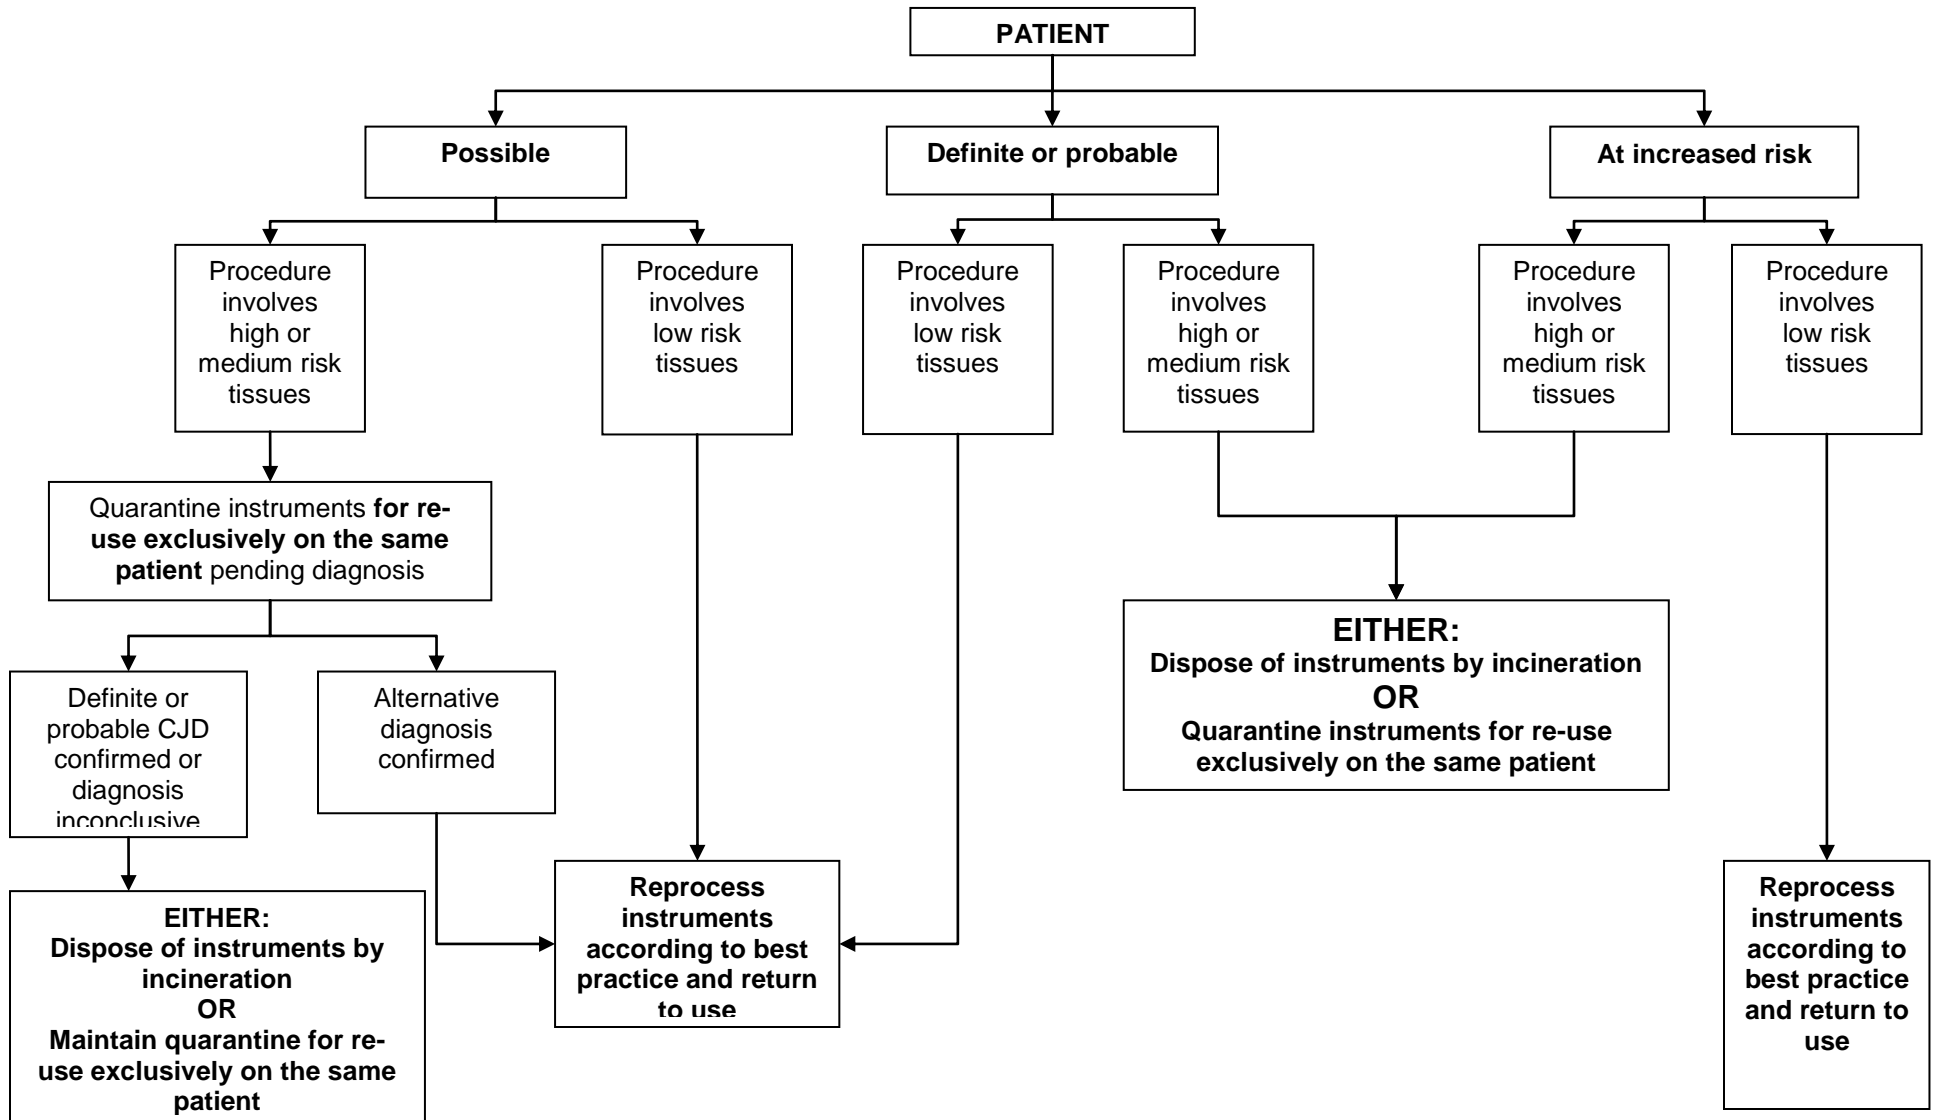 PATIENT
Possible
Definite or probable
At increased risk
Procedure
involves
high or
medium risk
tissues
Procedure
involves
low risk
tissues
Procedure
involves
low risk
tissues
Procedure
involves
high or
medium risk
tissues
Procedure
involves
high or
medium risk
tissues
Procedure
involves
low risk
tissues
Quarantine instruments for re-
use exclusively on the same
patient pending diagnosis
EITHER:
Dispose of instruments by incineration
OR
Quarantine instruments for re-use
exclusively on the same patient
Definite or
probable CJD
confirmed or
diagnosis
inconclusive
Alternative
diagnosis
confirmed
EITHER:
Dispose of instruments by
incineration
OR
Maintain quarantine for re-
use exclusively on the same
patient
Reprocess
instruments
according to best
practice and return
to use
Reprocess
instruments
according to
best practice
and return to
use